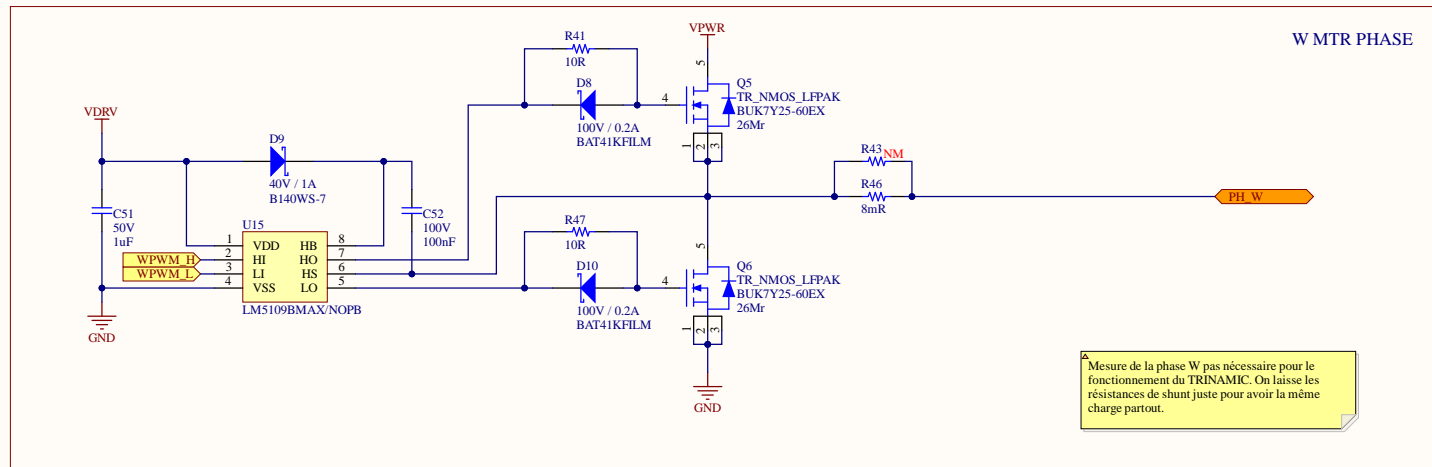 W MTR PHASE
VPWR
R41
10R
D8
100V / 0.2A
BAT41KFILM
5
4
1
2
3
Q5
TR_NMOS_LFPAK
BUK7Y25-60EX
26Mr
VDRV
D9
40V / 1A
B140WS-7
C51
50V
1uF
C52
100V
100nF
U15
1 VDD HB 8
2 HI HO 7
3 LI HS 6
4 VSS LO 5
LM5109BMAX/NOPB
WPWM_H
WPWM_L
GND
R43 NM
R46
8mR
PH_W
R47
10R
D10
100V / 0.2A
BAT41KFILM
5
4
1
2
3
Q6
TR_NMOS_LFPAK
BUK7Y25-60EX
26Mr
GND
Mesure de la phase W pas nécessaire pour le
fonctionnement du TRINAMIC. On laisse les
résistances de shunt juste pour avoir la même
charge partout.